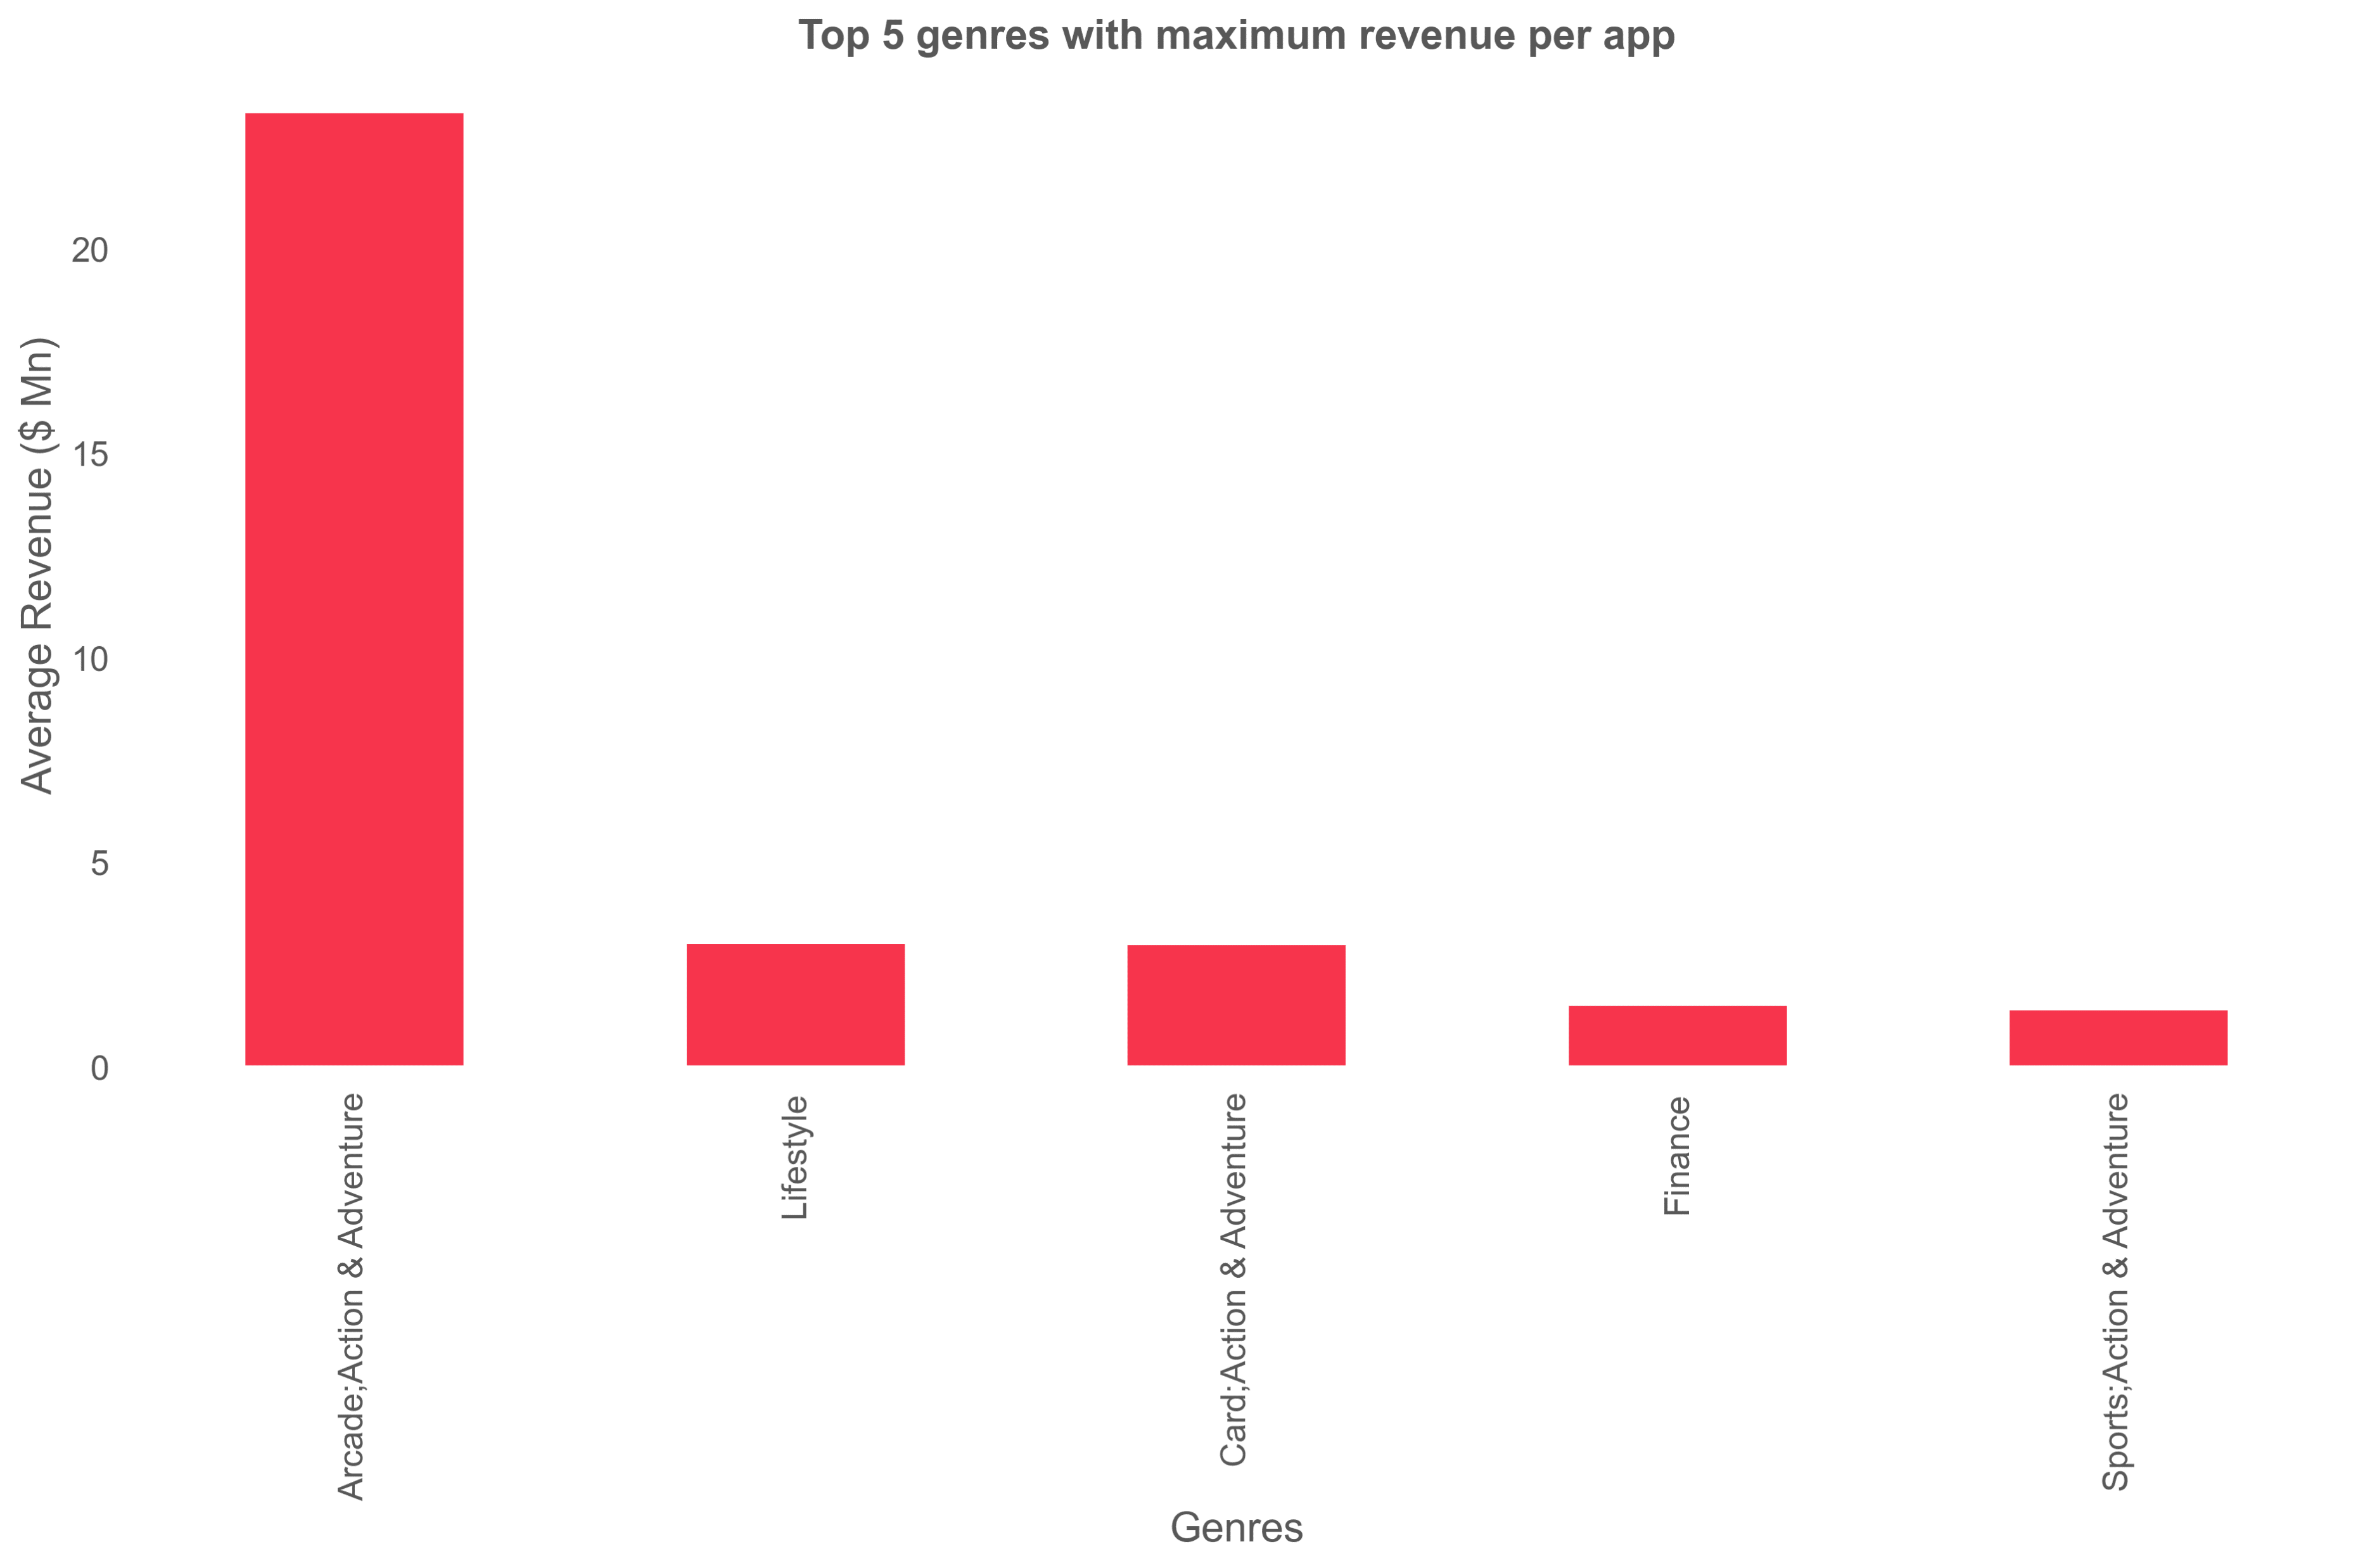 Top 5 genres with maximum revenue per app
Average Revenue ($ Mn)
20
15
10
5
0
Arcade;Action & Adventure
Lifestyle
Card;Action & Adventure
Finance
Sports;Action & Adventure
Genres